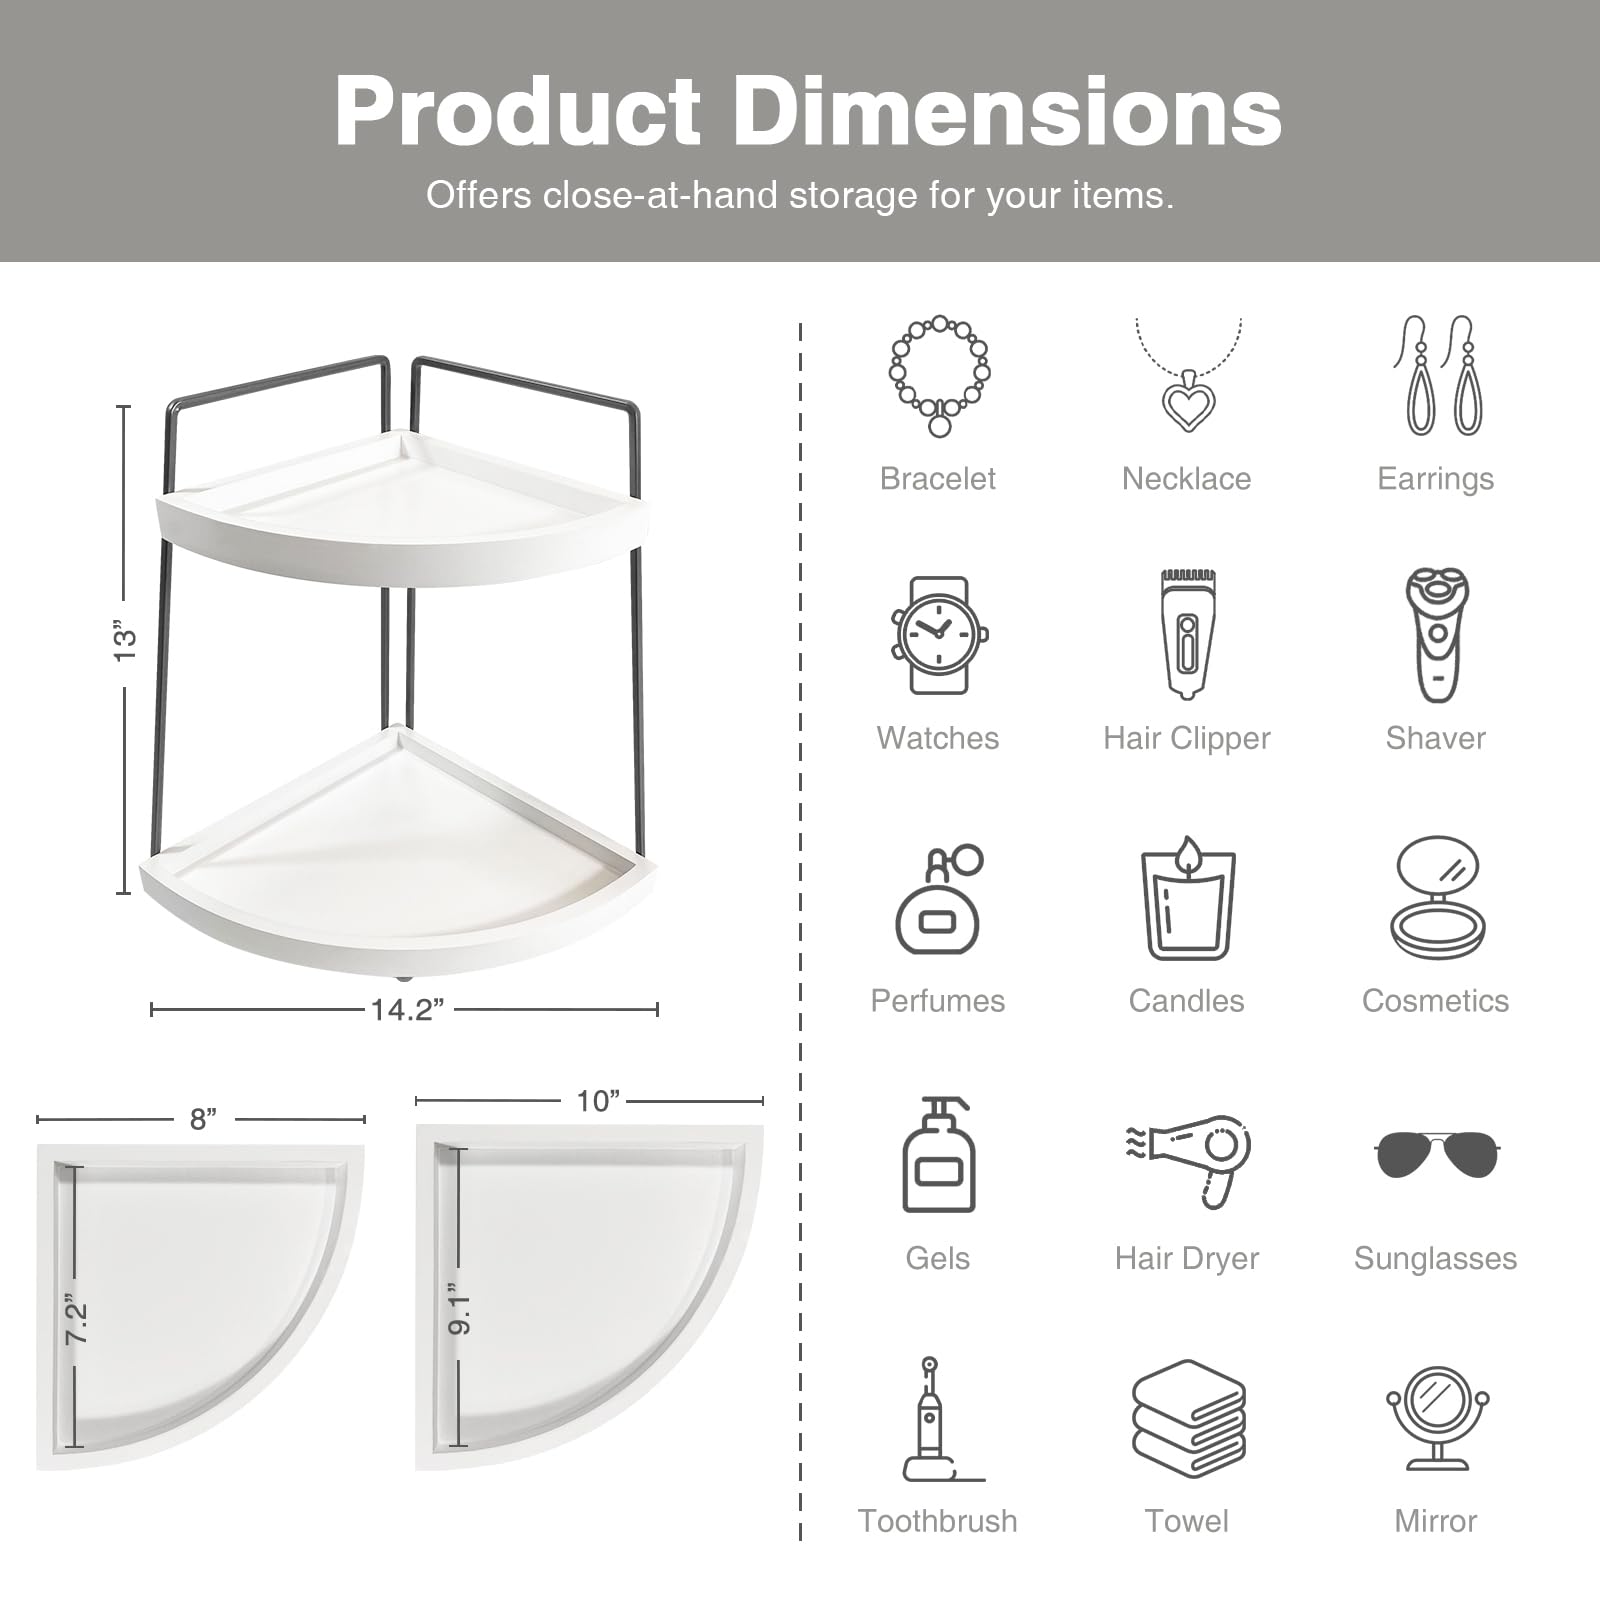 Product Dimensions
Offers close-at-hand storage for your items.
13”
14.2”
8”
7.2”
10”
9.1”
Bracelet
Necklace
Earrings
Watches
Hair Clipper
Shaver
Perfumes
Candles
Cosmetics
Gels
Hair Dryer
Sunglasses
Toothbrush
Towel
Mirror